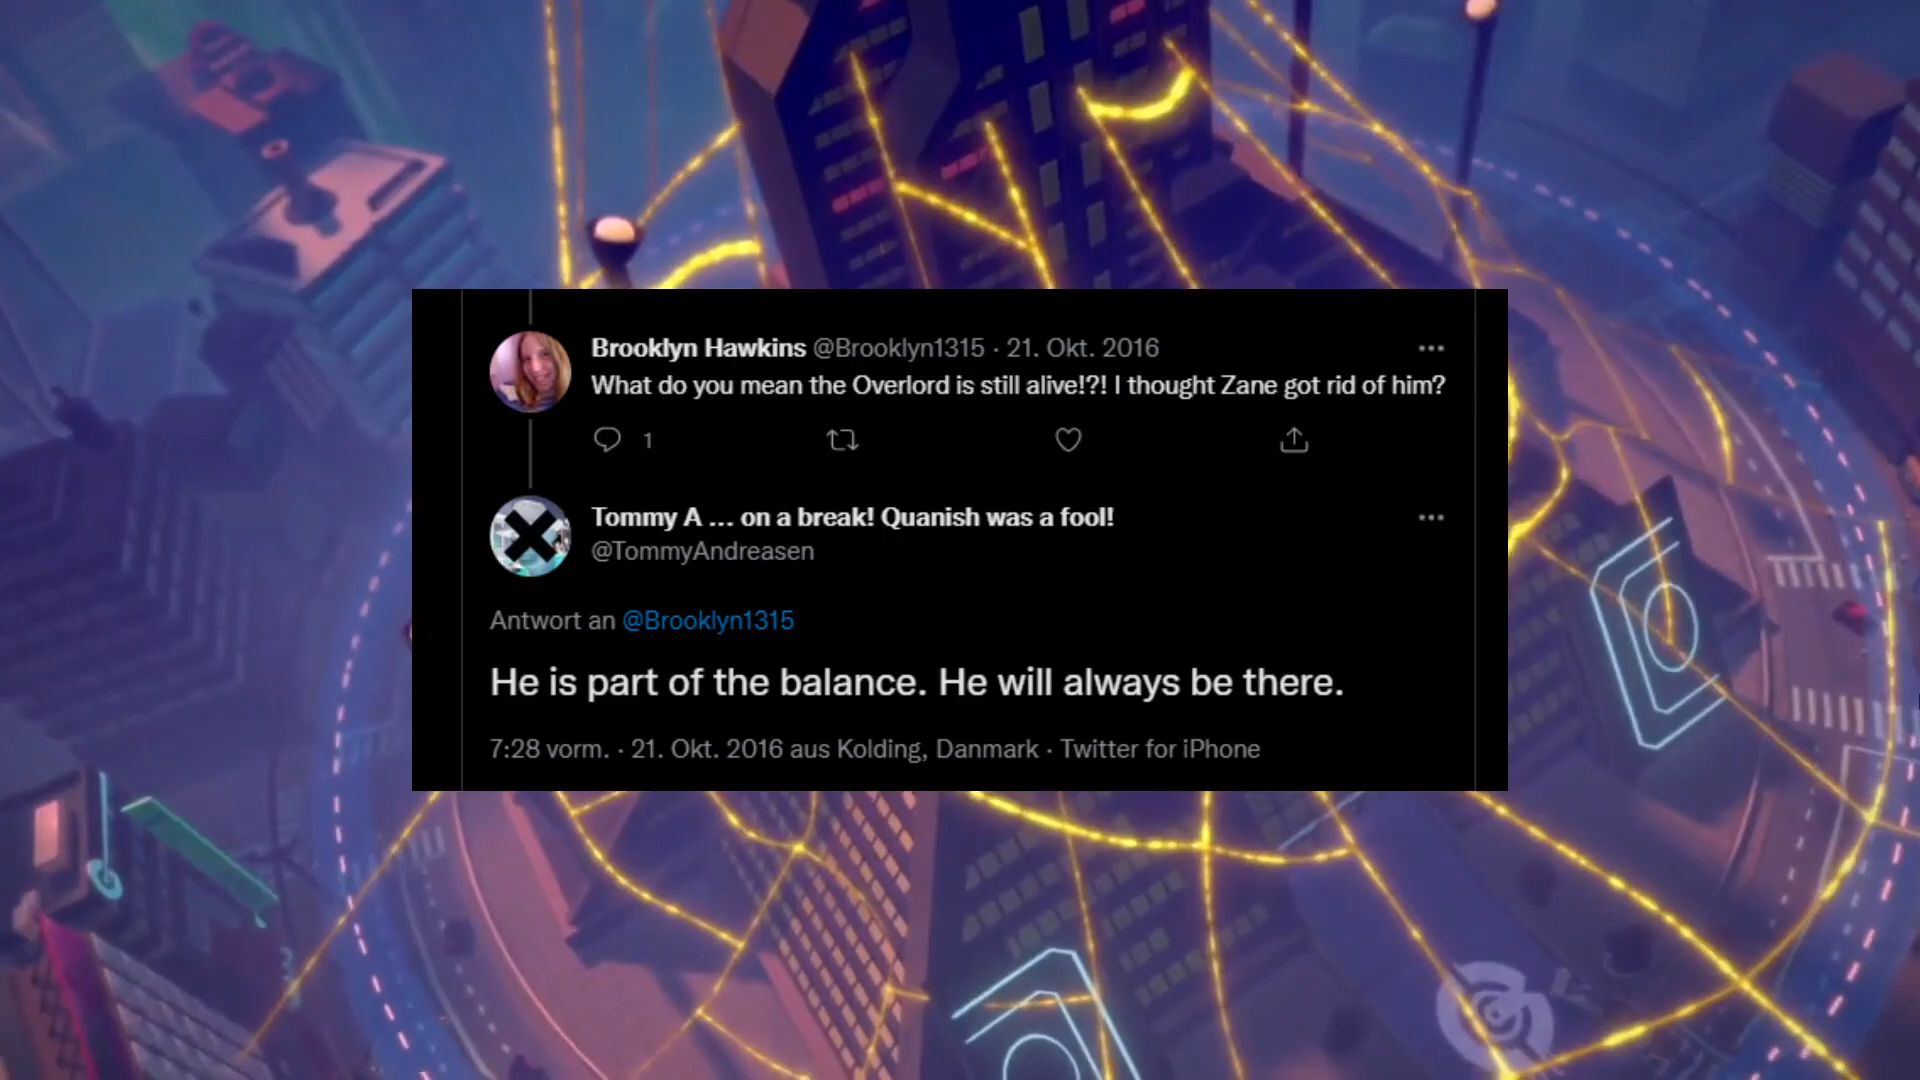 Brooklyn Hawkins @Brooklyn1315 · 21. Okt. 2016
What do you mean the Overlord is still alive!?! I thought Zane got rid of him?
1
Tommy A ... on a break! Quanish was a fool!
@TommyAndreasen
Antwort an @Brooklyn1315
He is part of the balance. He will always be there.
7:28 vorm. · 21. Okt. 2016 aus Kolding, Danmark · Twitter for iPhone